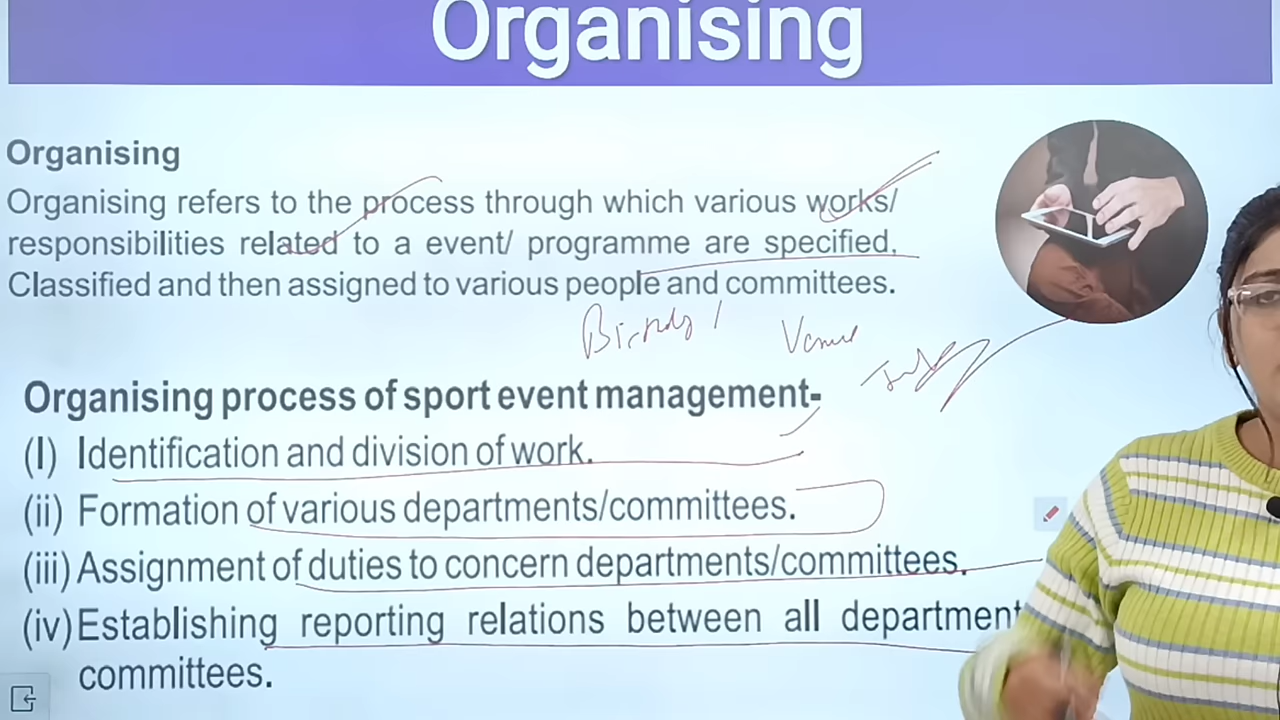 Organising
Organising
Organising refers to the process through which various works/
responsibilities related to a event/ programme are specified.
Classified and then assigned to various people and committees.
Venue
Organising process of sport event management-
(I) Identification and division of work.
(ii) Formation of various departments/committees.
(iii) Assignment of duties to concern departments/committees.
(iv) Establishing reporting relations between all department
committees.